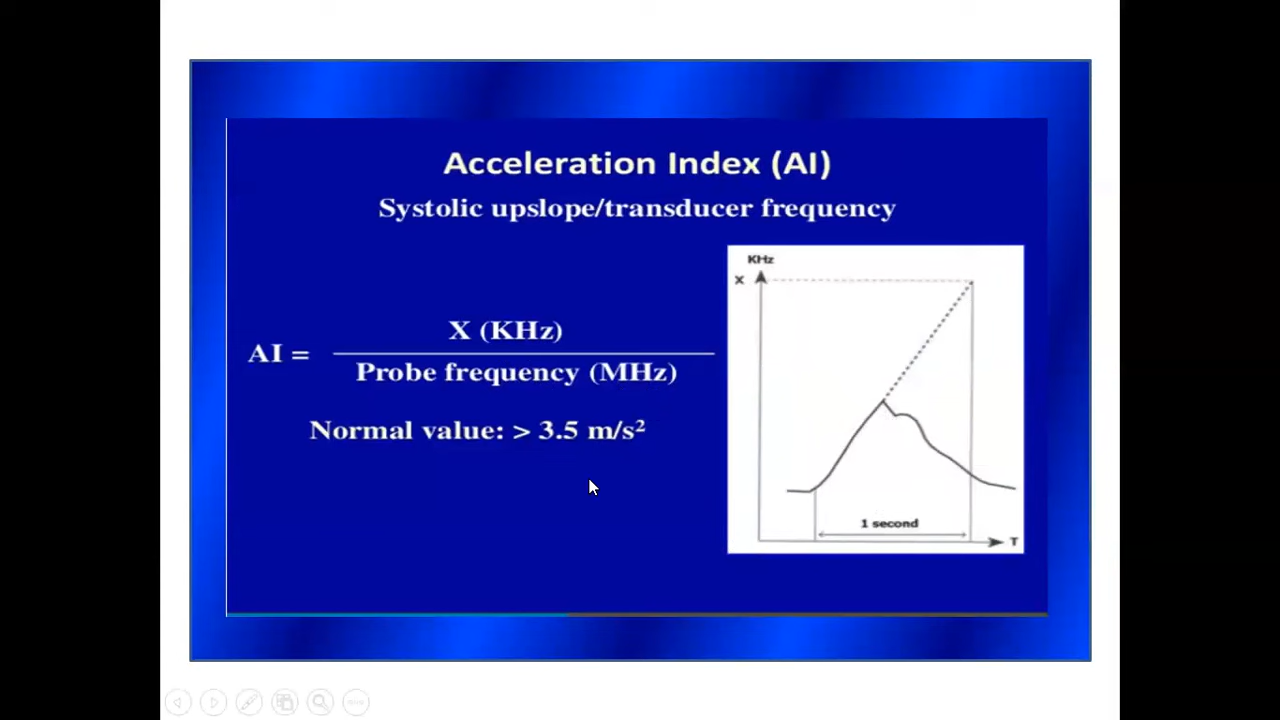 Acceleration Index (AI)
Systolic upslope/transducer frequency
AI =
X (KHz)
Probe frequency (MHz)
Normal value: > 3.5 m/s²
KHz
X
1 second
T